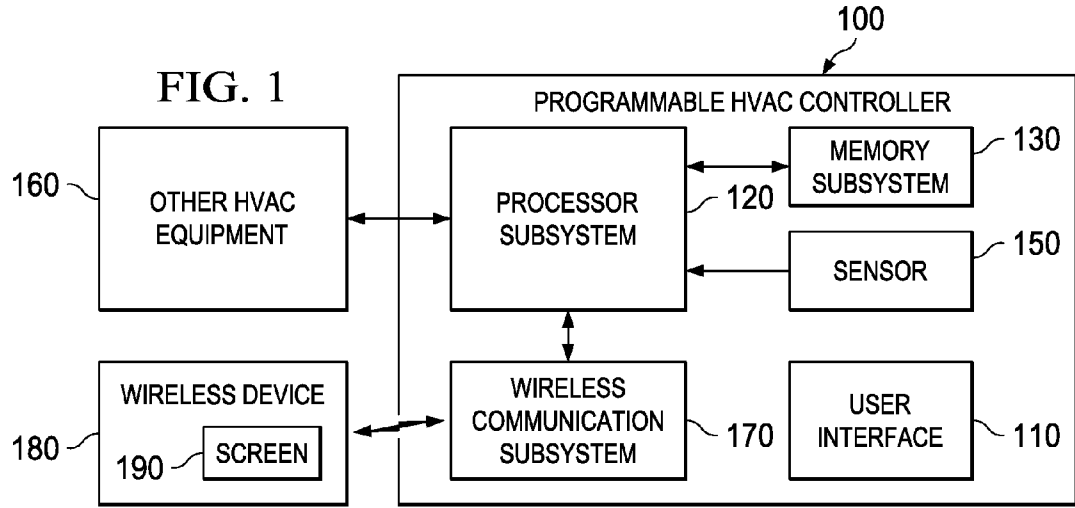 FIG. 1
100
PROGRAMMABLE HVAC CONTROLLER
160
OTHER HVAC
EQUIPMENT
PROCESSOR
SUBSYSTEM
120
MEMORY
SUBSYSTEM
130
SENSOR
150
180
WIRELESS DEVICE
190
SCREEN
WIRELESS
COMMUNICATION
SUBSYSTEM
170
USER
INTERFACE
110